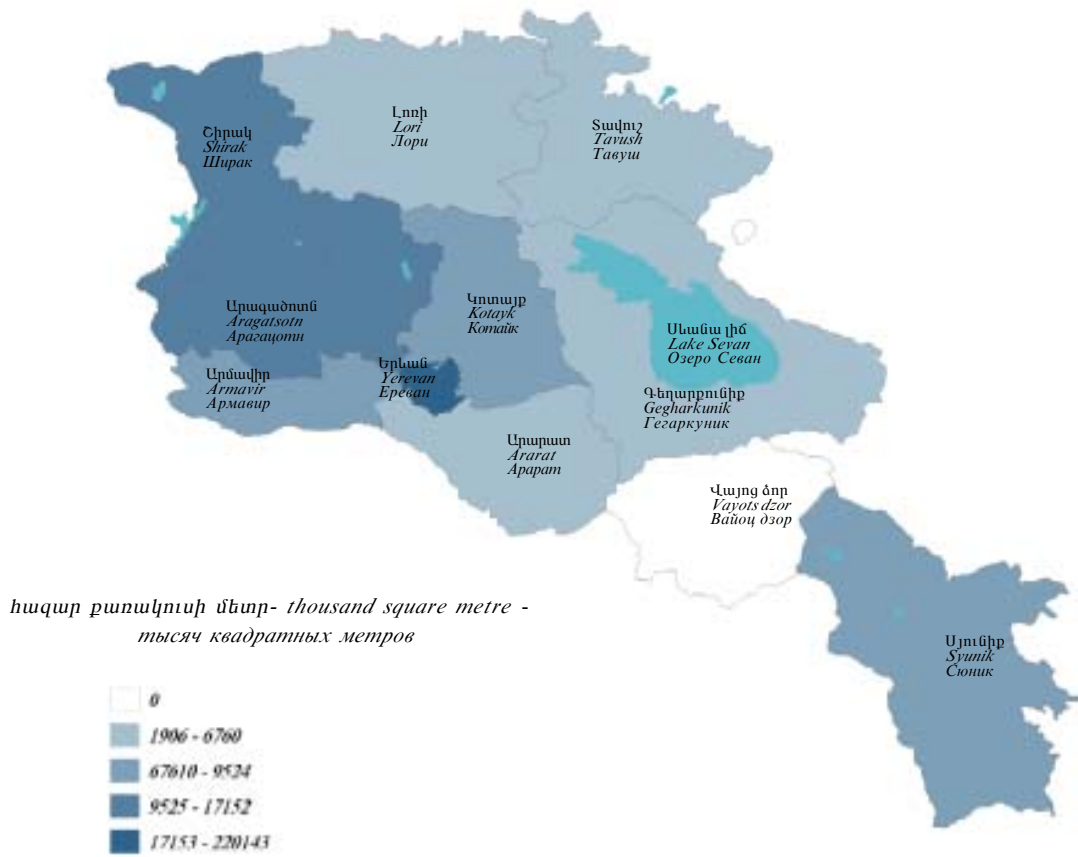 Լոռի
Lori
Лори
Տավուշ
Tavush
Тавуш
Շիրակ
Shirak
Ширак
Արագածոտն
Aragatsotn
Арагацотн
Կոտայք
Kotayk
Котайк
Սևանա լիճ
Lake Sevan
Озеро Севан
Երևան
Yerevan
Ереван
Արմավիր
Armavir
Армавир
Գեղարքունիք
Gegharkunik
Гегаркуник
Արարատ
Ararat
Арарат
Վայոց ձոր
Vayots dzor
Вайоц дзор
Սյունիք
Syunik
Сюник
հազար քառակուսի մետր- thousand square metre -
тысяч квадратных метров
0
1906 - 6760
67610 - 9524
9525 - 17152
17153 - 220143